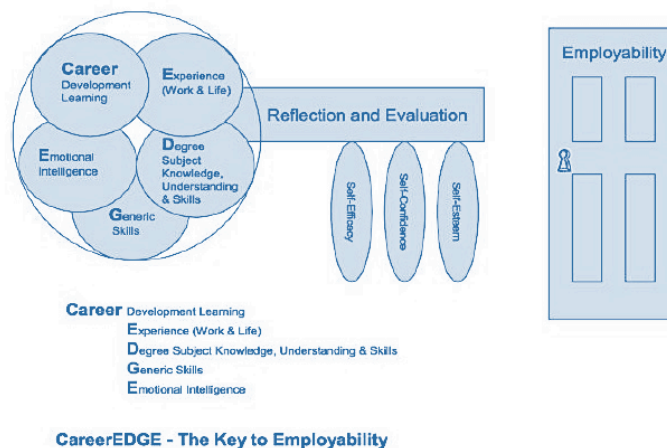 Career
Development
Learning
Experience
(Work & Life)
Emotional
Intelligence
Degree
Subject
Knowledge,
Understanding
& Skills
Generic
Skills
Reflection and Evaluation
Self-Efficacy
Self-Confidence
Self-Esteem
Employability
Career Development Learning
Experience (Work & Life)
Degree Subject Knowledge, Understanding & Skills
Generic Skills
Emotional Intelligence
CareerEDGE - The Key to Employability